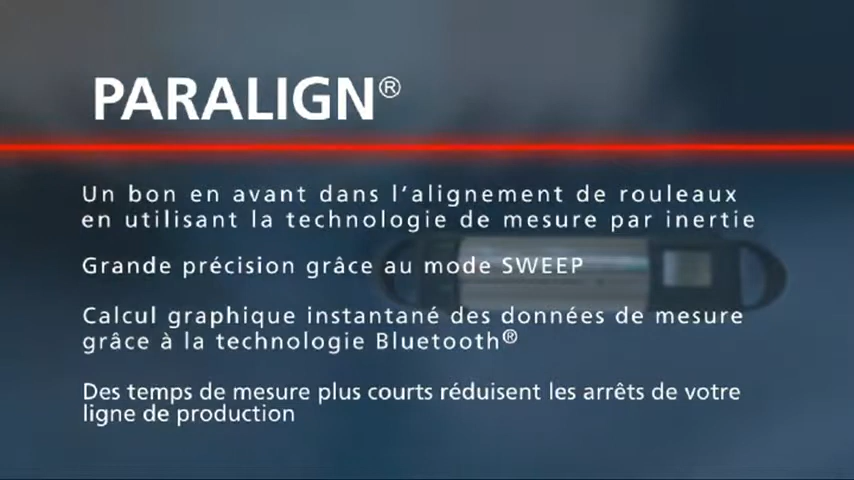 PARALIGN®
Un bon en avant dans l'alignement de rouleaux
en utilisant la technologie de mesure par inertie
Grande précision grâce au mode SWEEP
Calcul graphique instantané des données de mesure
grâce à la technologie Bluetooth®
Des temps de mesure plus courts réduisent les arrêts de votre
ligne de production